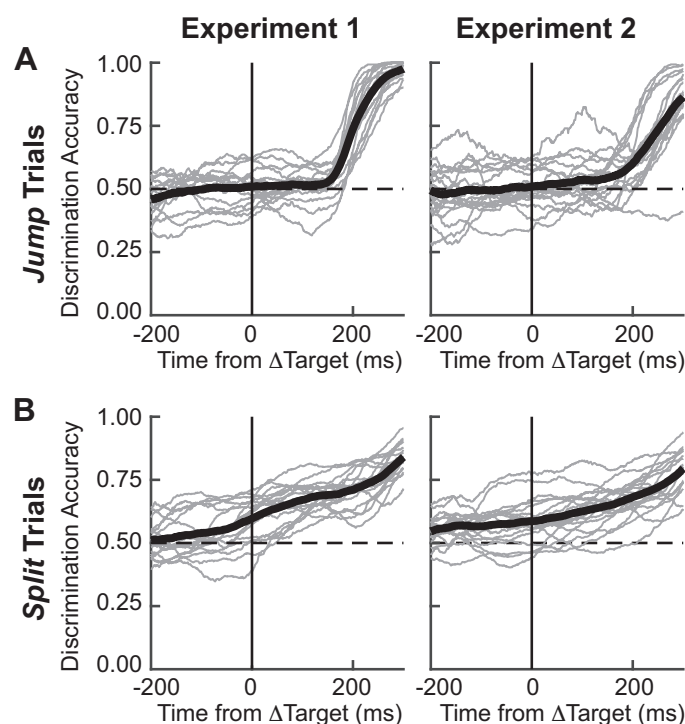 Experiment 1
Experiment 2
A
Jump Trials
Discrimination Accuracy
1.00
0.75
0.50
0.25
0.00
-200
0
200
Time from ΔTarget (ms)
-200
0
200
Time from ΔTarget (ms)
B
Split Trials
Discrimination Accuracy
1.00
0.75
0.50
0.25
0.00
-200
0
200
Time from ΔTarget (ms)
-200
0
200
Time from ΔTarget (ms)